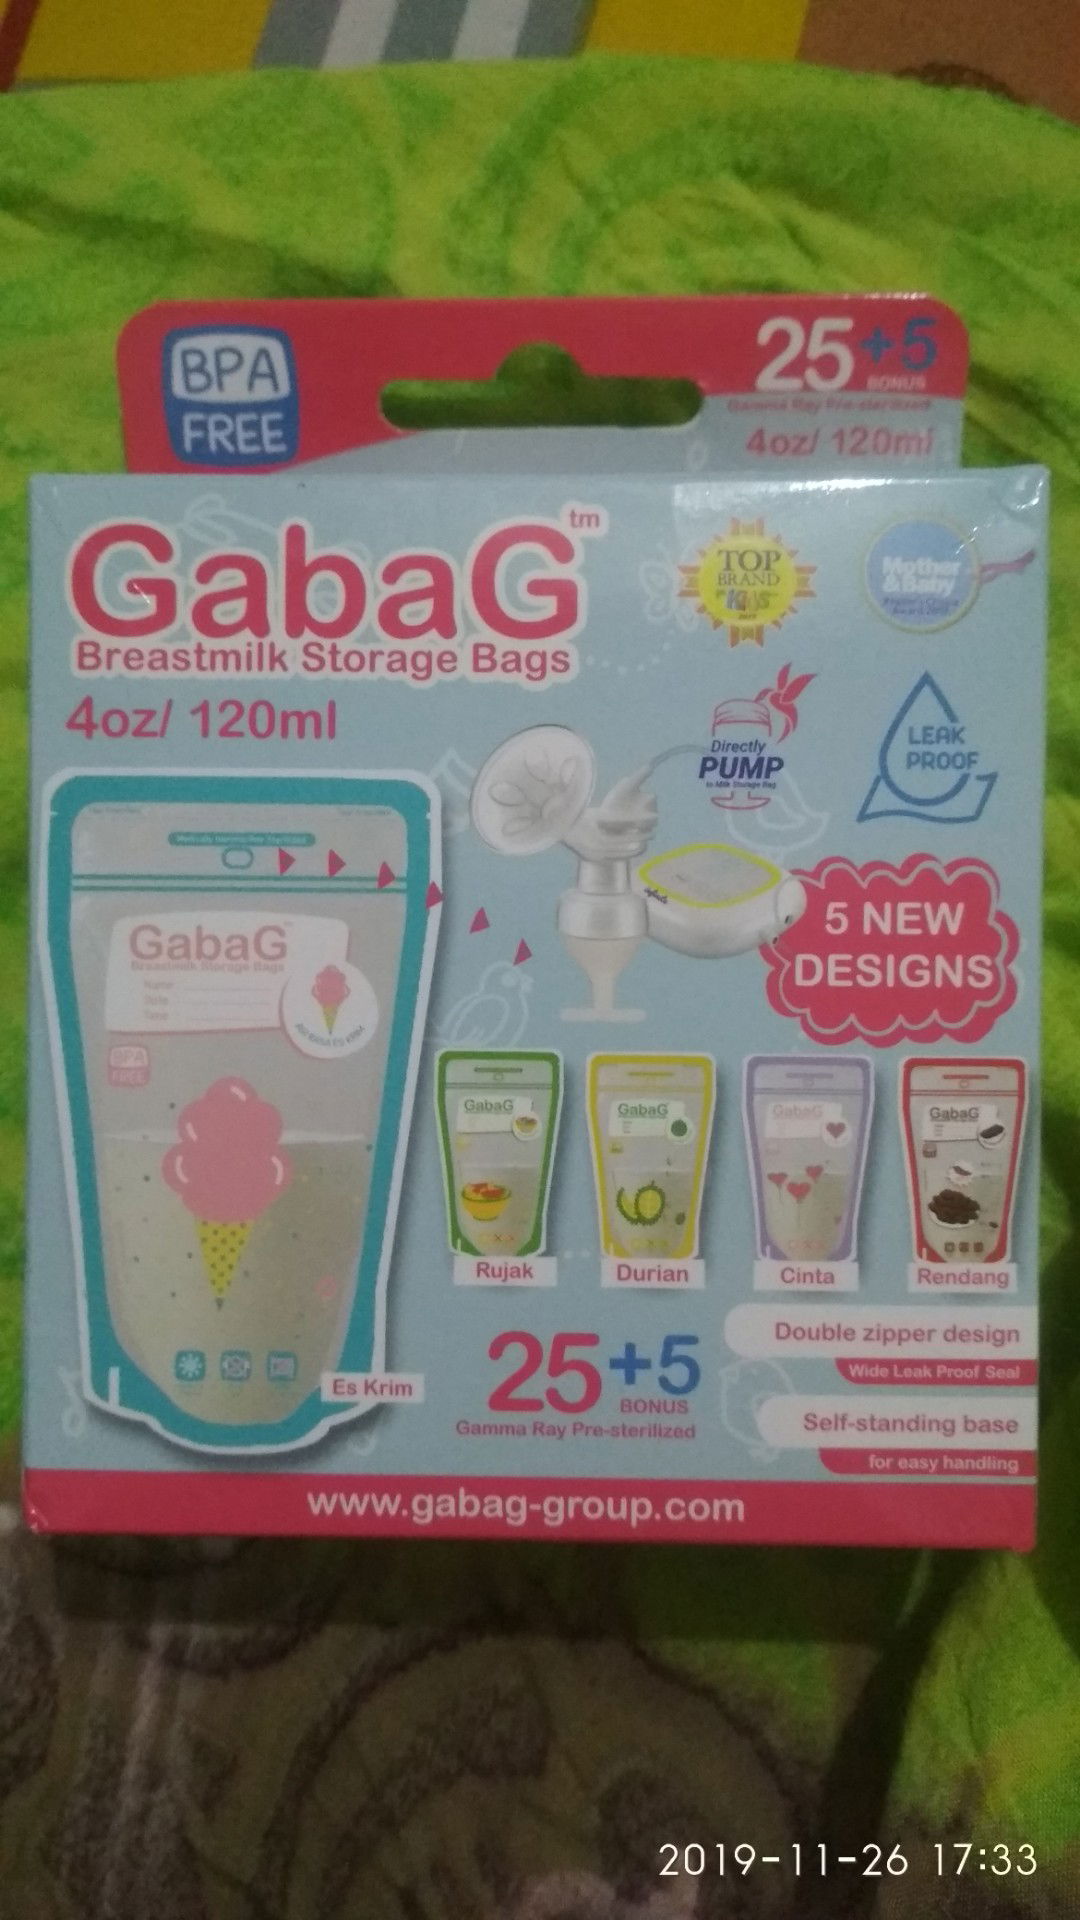 BPA
FREE
25+5
BONUS
Gamma Ray Pre-sterilized
4oz/ 120ml
GabaG tm
Breastmilk Storage Bags
4oz/ 120ml
TOP
BRAND
KiDS
Mother
& Baby
Directly
PUMP
to Milk Storage Bag
LEAK
PROOF
5 NEW
DESIGNS
GabaG
Breastmilk Storage Bags
Name
Date
Time
BPA
FREE
Es Krim
GabaG
Rujak
GabaG
Durian
GabaG
Cinta
GabaG
Rendang
25+5
BONUS
Gamma Ray Pre-sterilized
Double zipper design
Wide Leak Proof Seal
Self-standing base
for easy handling
www.gabag-group.com
2019-11-26 17:33